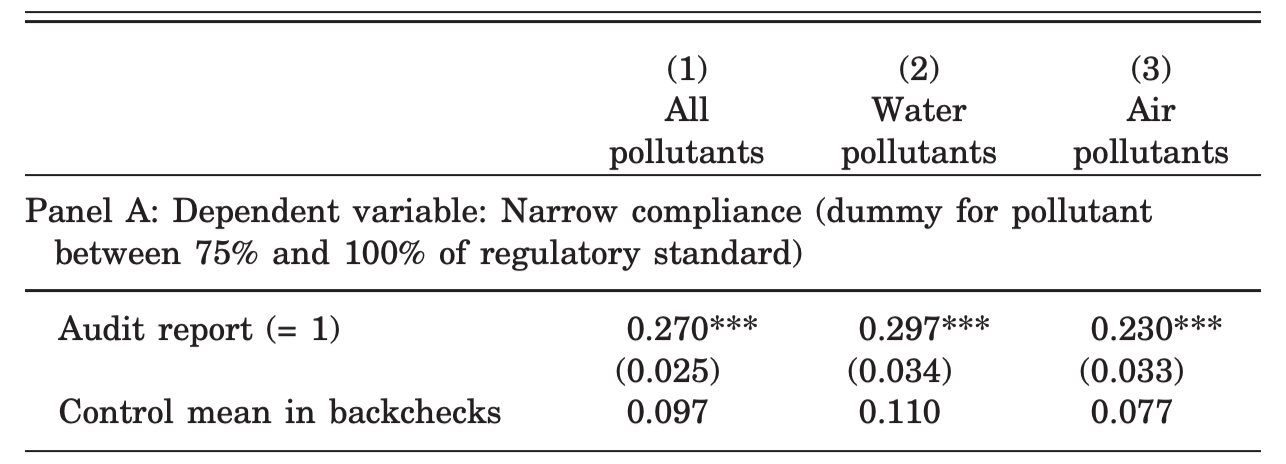 (1) (2) (3)
All Water Air
pollutants pollutants pollutants
Panel A: Dependent variable: Narrow compliance (dummy for pollutant
between 75% and 100% of regulatory standard)
Audit report (= 1) 0.270*** 0.297*** 0.230***
(0.025) (0.034) (0.033)
Control mean in backchecks 0.097 0.110 0.077